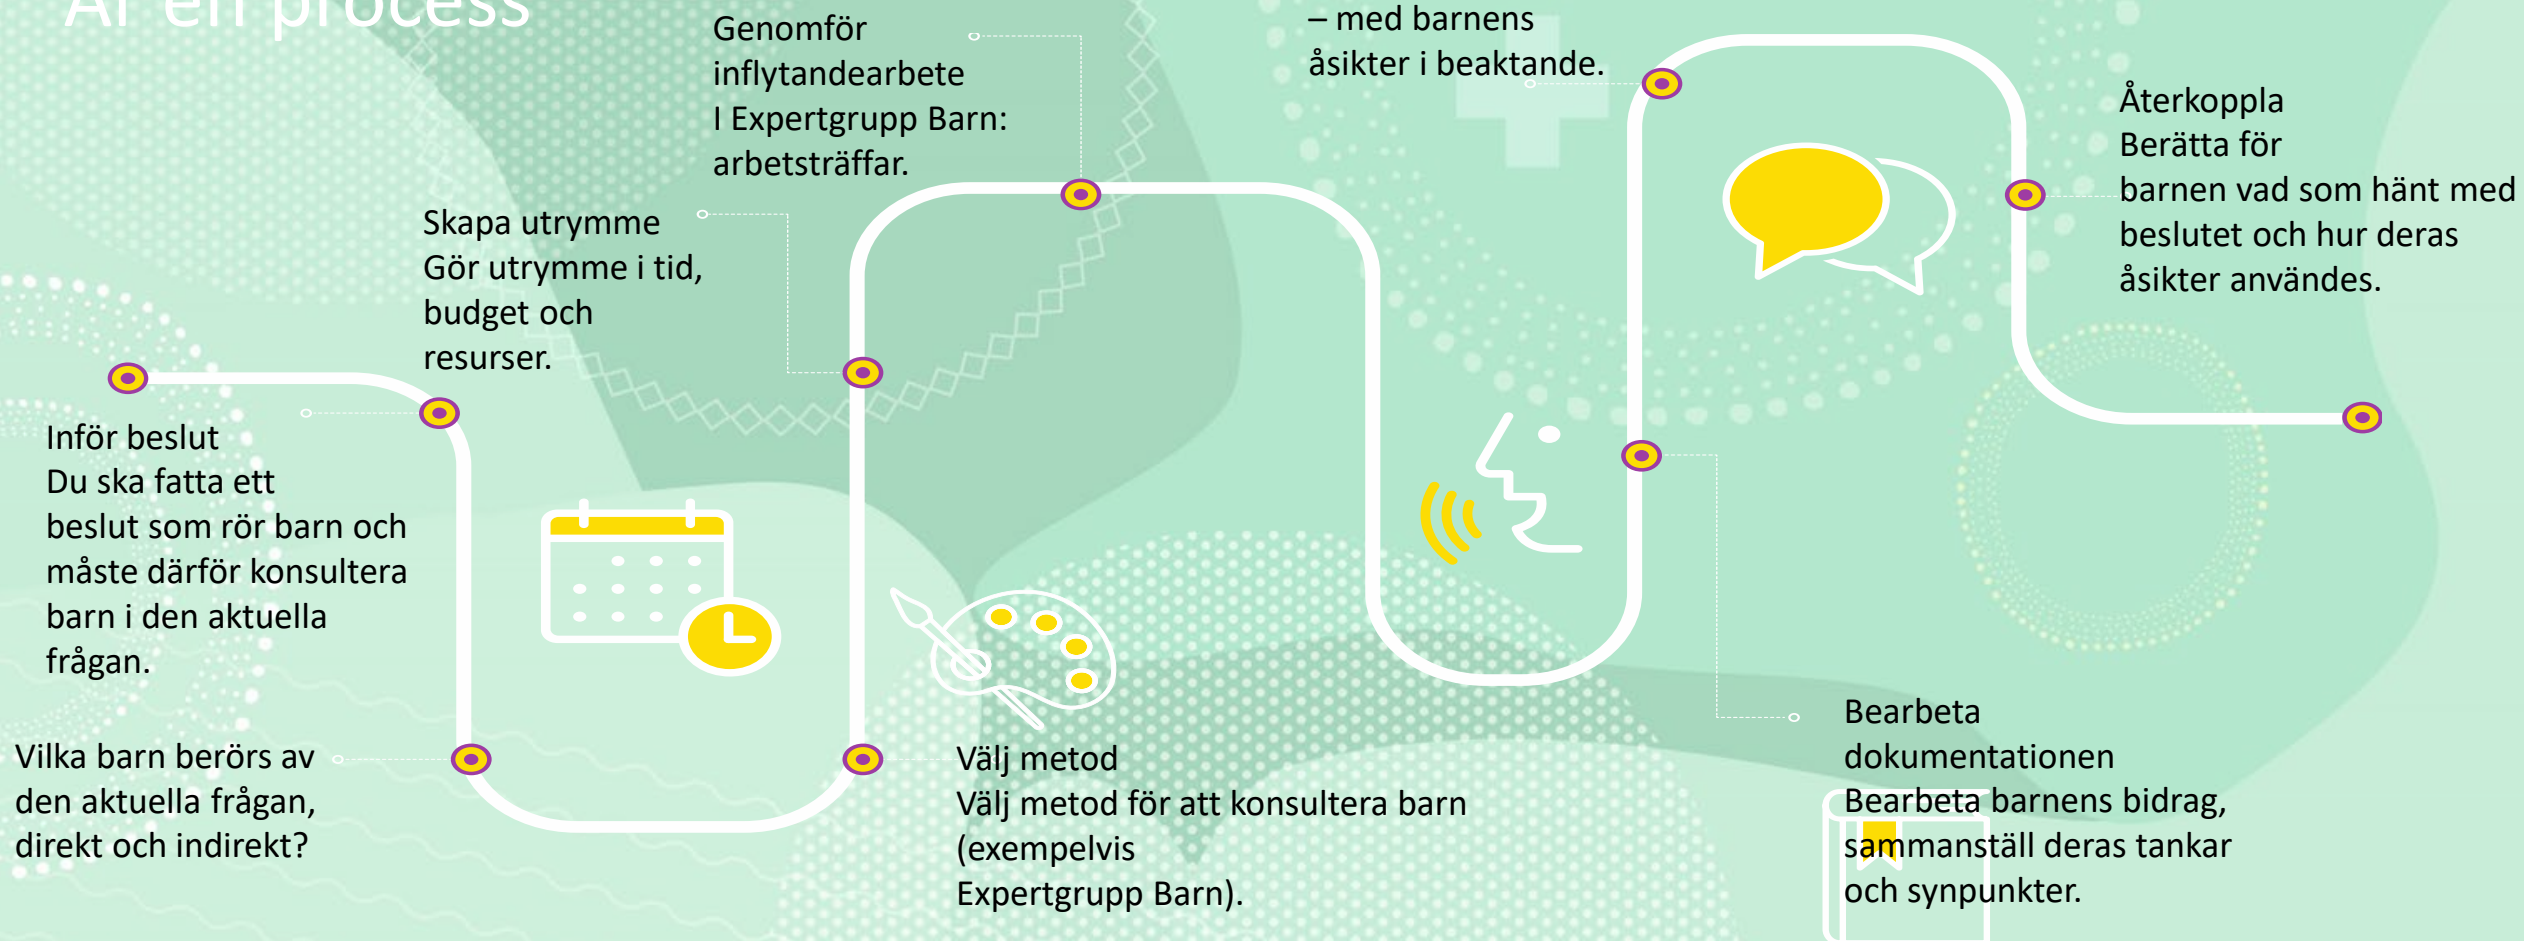 Är en process
Inför beslut
Du ska fatta ett
beslut som rör barn och
måste därför konsultera
barn i den aktuella
frågan.
Vilka barn berörs av
den aktuella frågan,
direkt och indirekt?
Skapa utrymme
Gör utrymme i tid,
budget och
resurser.
Välj metod
Välj metod för att konsultera barn
(exempelvis
Expertgrupp Barn).
Genomför
inflytandearbete
I Expertgrupp Barn:
arbetsträffar.
Bearbeta
dokumentationen
Bearbeta barnens bidrag,
sammanställ deras tankar
och synpunkter.
– med barnens
åsikter i beaktande.
Återkoppla
Berätta för
barnen vad som hänt med
beslutet och hur deras
åsikter användes.